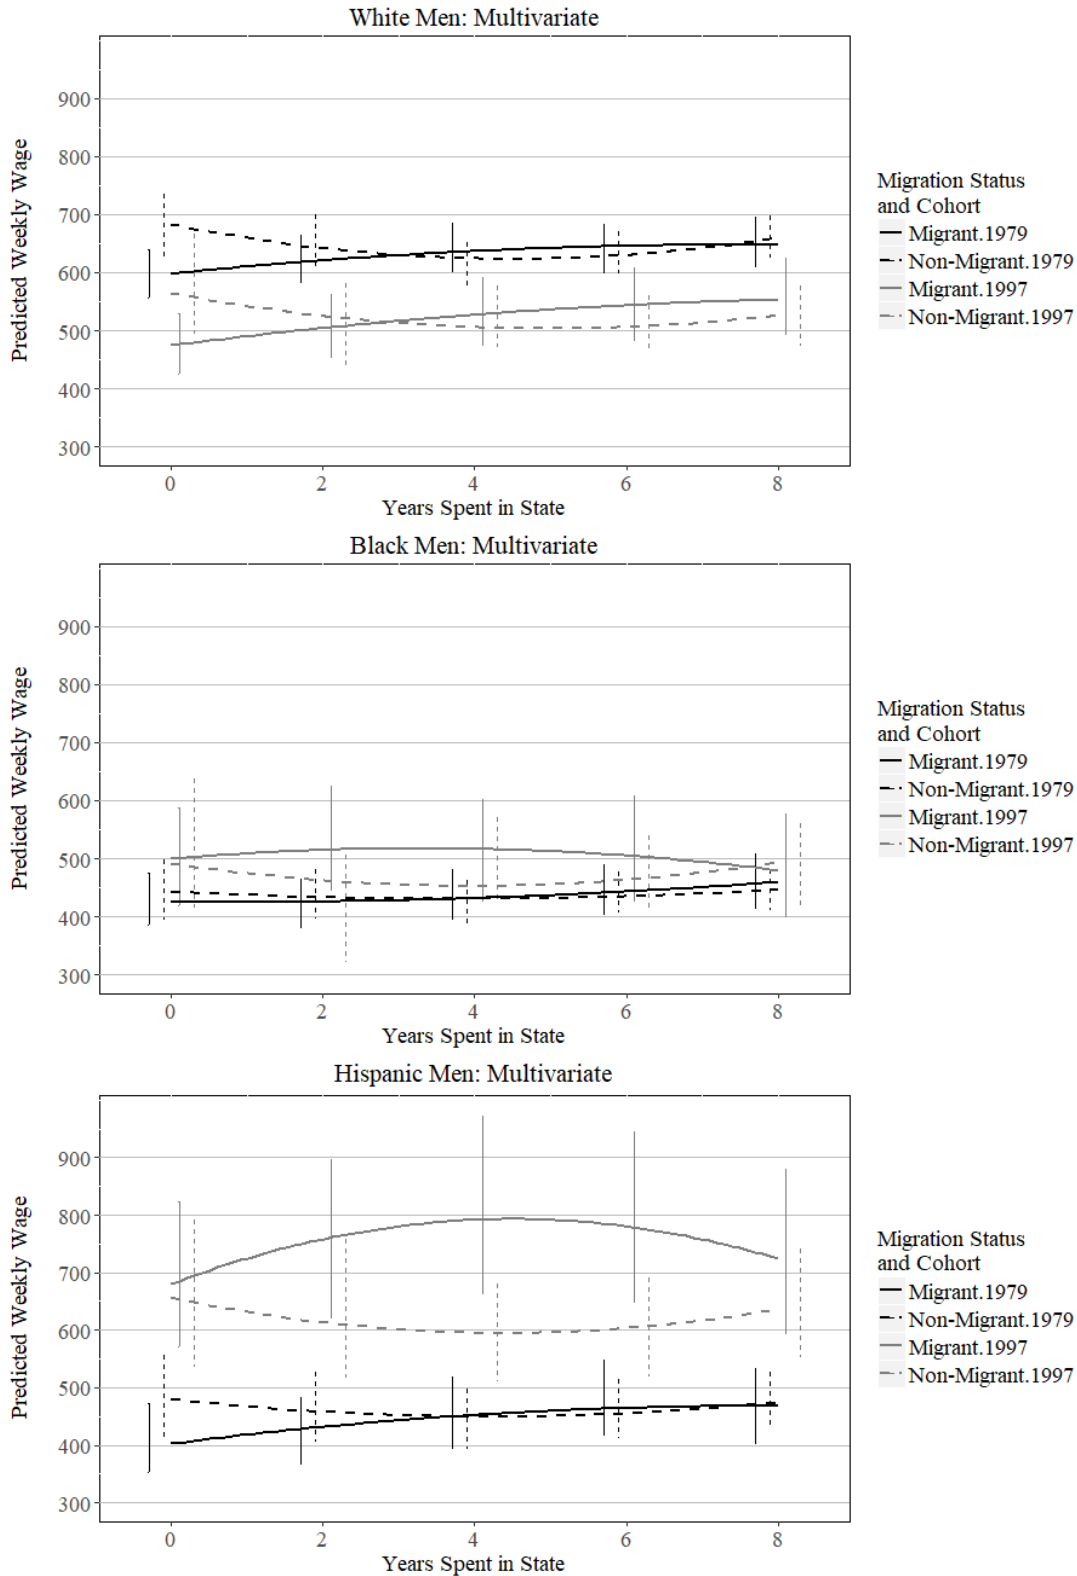 White Men: Multivariate
Predicted Weekly Wage
900
800
700
600
500
400
300
0 2 4 6 8
Years Spent in State
Migration Status
and Cohort
Migrant.1979
Non-Migrant.1979
Migrant.1997
Non-Migrant.1997
Black Men: Multivariate
Predicted Weekly Wage
900
800
700
600
500
400
300
0 2 4 6 8
Years Spent in State
Migration Status
and Cohort
Migrant.1979
Non-Migrant.1979
Migrant.1997
Non-Migrant.1997
Hispanic Men: Multivariate
Predicted Weekly Wage
900
800
700
600
500
400
300
0 2 4 6 8
Years Spent in State
Migration Status
and Cohort
Migrant.1979
Non-Migrant.1979
Migrant.1997
Non-Migrant.1997